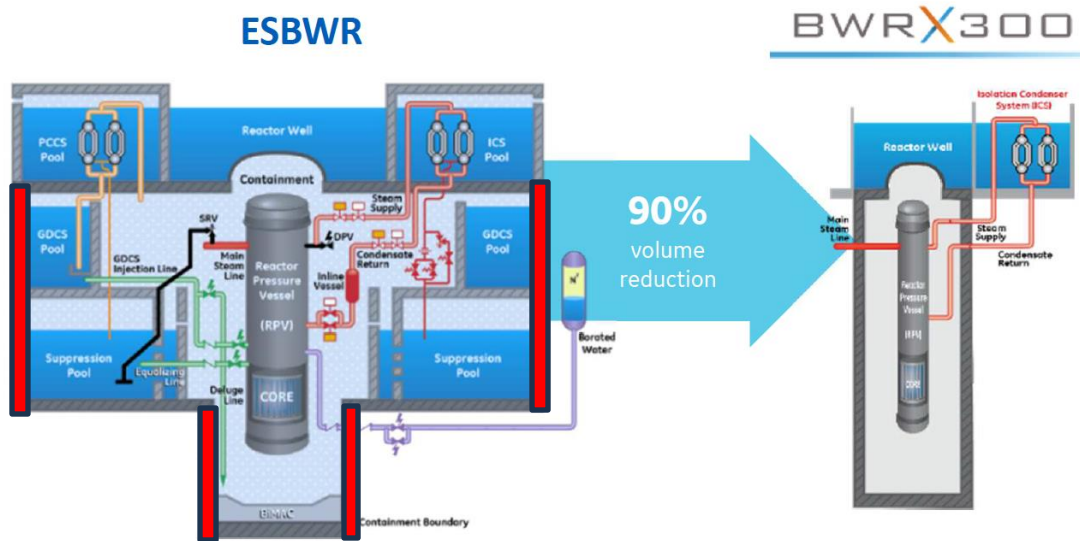 ESBWR
BWRX300
PCCS
Pool
Reactor Well
ICS
Pool
Containment
Steam
Supply
SRV
DPV
GDCS
Pool
GDCS
Injection Line
Main
Steam
Line
Reactor
Pressure
Vessel
(RPV)
Condensate
Return
Inline
Vessel
GDCS
Pool
Suppression
Pool
Equalizing Line
Deluge
Line
CORE
Suppression
Pool
BiMAC
Containment Boundary
90%
volume
reduction
N
Borated
Water
Isolation Condenser
System (ICS)
Reactor Well
Main
Steam
Line
Steam
Supply
Condensate
Return
Reactor
Pressure
Vessel
(RPV)
CORE